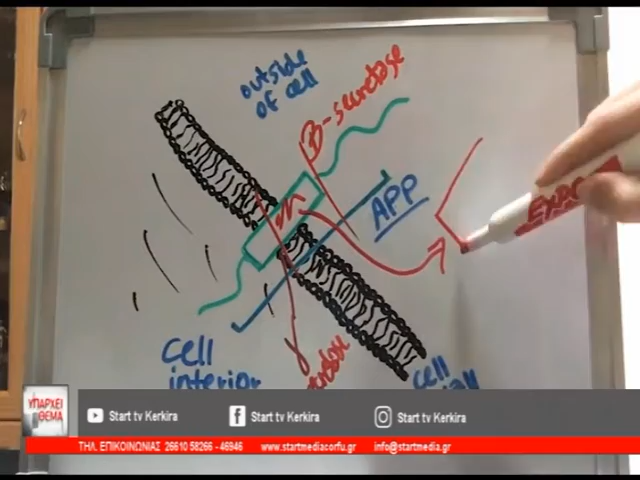 outside
of cell
β-secretase
APP
EXPO
cell
interior
cell
ΥΠΑΡΧΕΙ
ΘΕΜΑ
Start tv Kerkira
Start tv Kerkira
Start tv Kerkira
ΤΗΛ. ΕΠΙΚΟΙΝΩΝΙΑΣ 26610 58266 - 46946 www.startmediacorfu.gr info@startmedia.gr